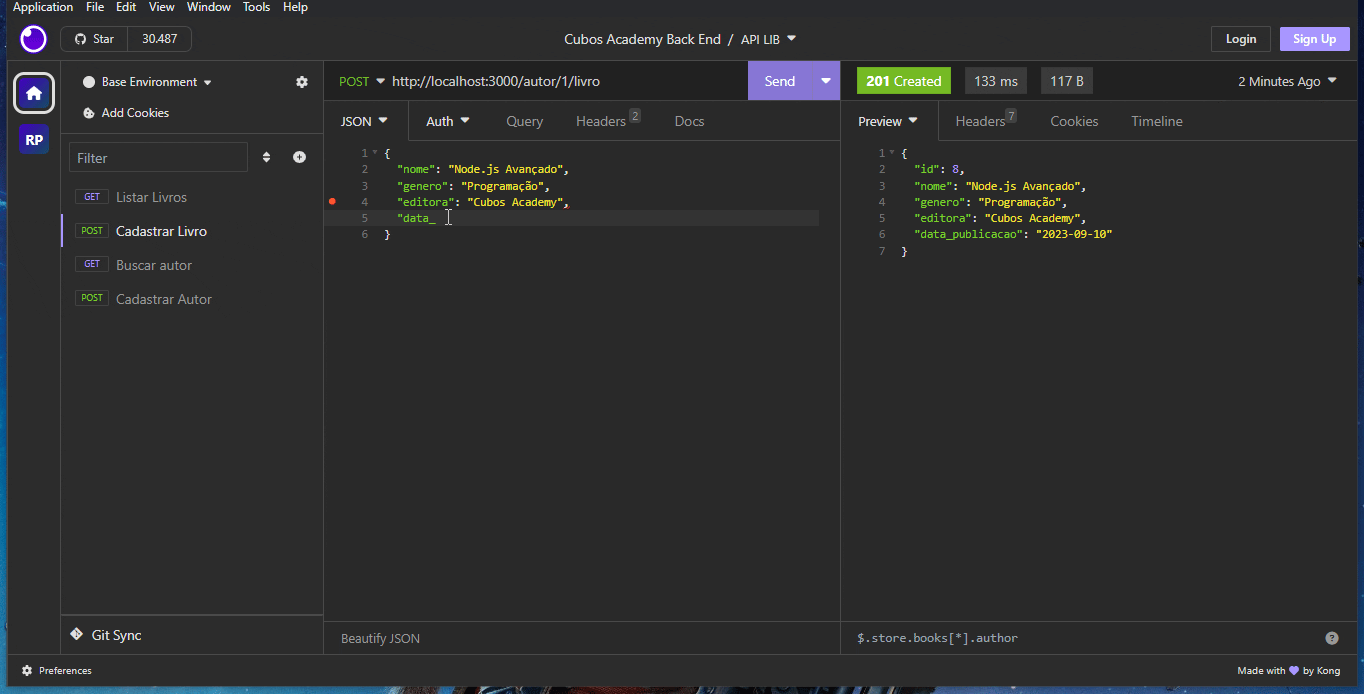 Application File Edit View Window Tools Help
Star 30.487
Cubos Academy Back End / API LIB
Login Sign Up
RP
Base Environment
Add Cookies
Filter
GET Listar Livros
POST Cadastrar Livro
GET Buscar autor
POST Cadastrar Autor
Git Sync
Preferences
POST http://localhost:3000/autor/1/livro Send
JSON Auth Query Headers 2 Docs
1 {
2 "nome": "Node.js Avançado",
3 "genero": "Programação",
4 "editora": "Cubos Academy",
5 "data_
6 }
Beautify JSON
201 Created 133 ms 117 B 2 Minutes Ago
Preview Headers 7 Cookies Timeline
1 {
2 "id": 8,
3 "nome": "Node.js Avançado",
4 "genero": "Programação",
5 "editora": "Cubos Academy",
6 "data_publicacao": "2023-09-10"
7 }
$.store.books[*].author ?
Made with 💜 by Kong